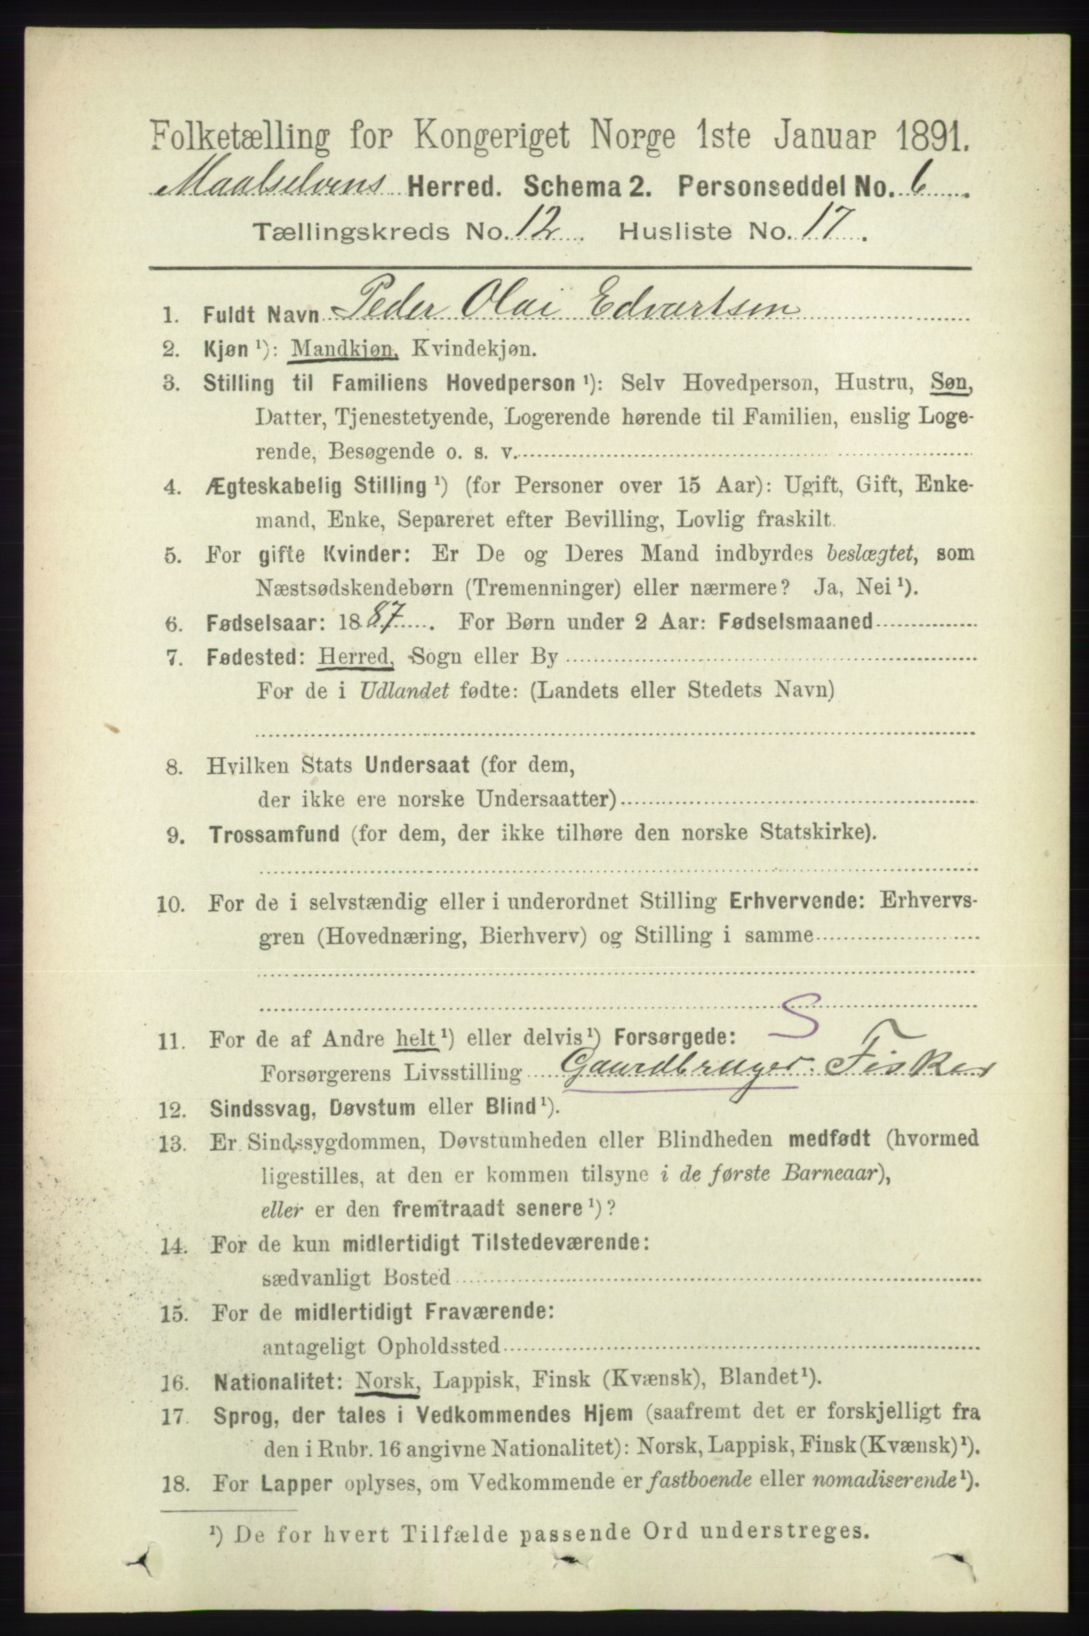 Folketælling for Kongeriget Norge 1ste Januar 1891.
Maalselvens Herred. Schema 2. Personseddel No. 6.
Tællingskreds No. 12. Husliste No. 17.
1. Fuldt Navn Peder Olai Edvartsen
2. Kjøn ¹): Mandkjøn, Kvindekjøn.
3. Stilling til Familiens Hovedperson ¹): Selv Hovedperson, Hustru, Søn,
Datter, Tjenestetyende, Logerende hørende til Familien, enslig Loge-
rende, Besøgende o. s. v.
4. Ægteskabelig Stilling ¹) (for Personer over 15 Aar): Ugift, Gift, Enke-
mand, Enke, Separeret efter Bevilling, Lovlig fraskilt.
5. For gifte Kvinder: Er De og Deres Mand indbyrdes beslægtet, som
Næstsødskendebørn (Tremenninger) eller nærmere? Ja, Nei ¹).
6. Fødselsaar: 1887. For Børn under 2 Aar: Fødselsmaaned
7. Fødested: Herred, Sogn eller By
For de i Udlandet fødte: (Landets eller Stedets Navn)
8. Hvilken Stats Undersaat (for dem,
der ikke ere norske Undersaatter)
9. Trossamfund (for dem, der ikke tilhøre den norske Statskirke).
10. For de i selvstændig eller i underordnet Stilling Erhvervende: Erhvervs-
gren (Hovednæring, Bierhverv) og Stilling i samme
S
11. For de af Andre helt ¹) eller delvis ¹) Forsørgede:
Forsørgerens Livsstilling Gaardbruger. Fisker
12. Sindssvag, Døvstum eller Blind ¹).
13. Er Sindssygdommen, Døvstumheden eller Blindheden medfødt (hvormed
ligestilles, at den er kommen tilsyne i de første Barneaar),
eller er den fremtraadt senere ¹)?
14. For de kun midlertidigt Tilstedeværende:
sædvanligt Bosted
15. For de midlertidigt Fraværende:
antageligt Opholdssted
16. Nationalitet: Norsk, Lappisk, Finsk (Kvænsk), Blandet ¹).
17. Sprog, der tales i Vedkommendes Hjem (saafremt det er forskjelligt fra
den i Rubr. 16 angivne Nationalitet): Norsk, Lappisk, Finsk (Kvænsk) ¹).
18. For Lapper oplyses, om Vedkommende er fastboende eller nomadiserende ¹).
¹) De for hvert Tilfælde passende Ord understreges.